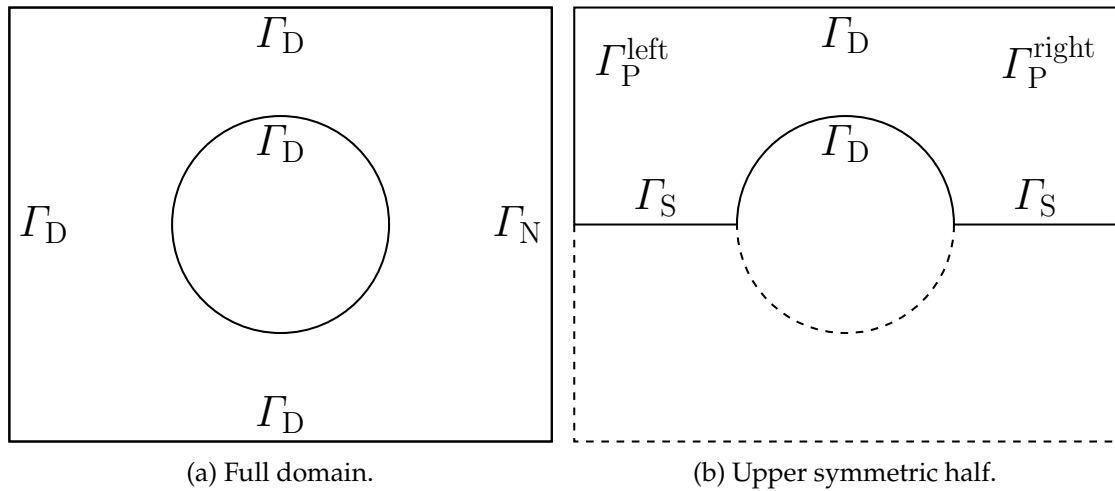 Γ_D
Γ_D
Γ_D
Γ_N
Γ_D
(a) Full domain.
Γ_D
Γ_P^left
Γ_P^right
Γ_D
Γ_S
Γ_S
(b) Upper symmetric half.